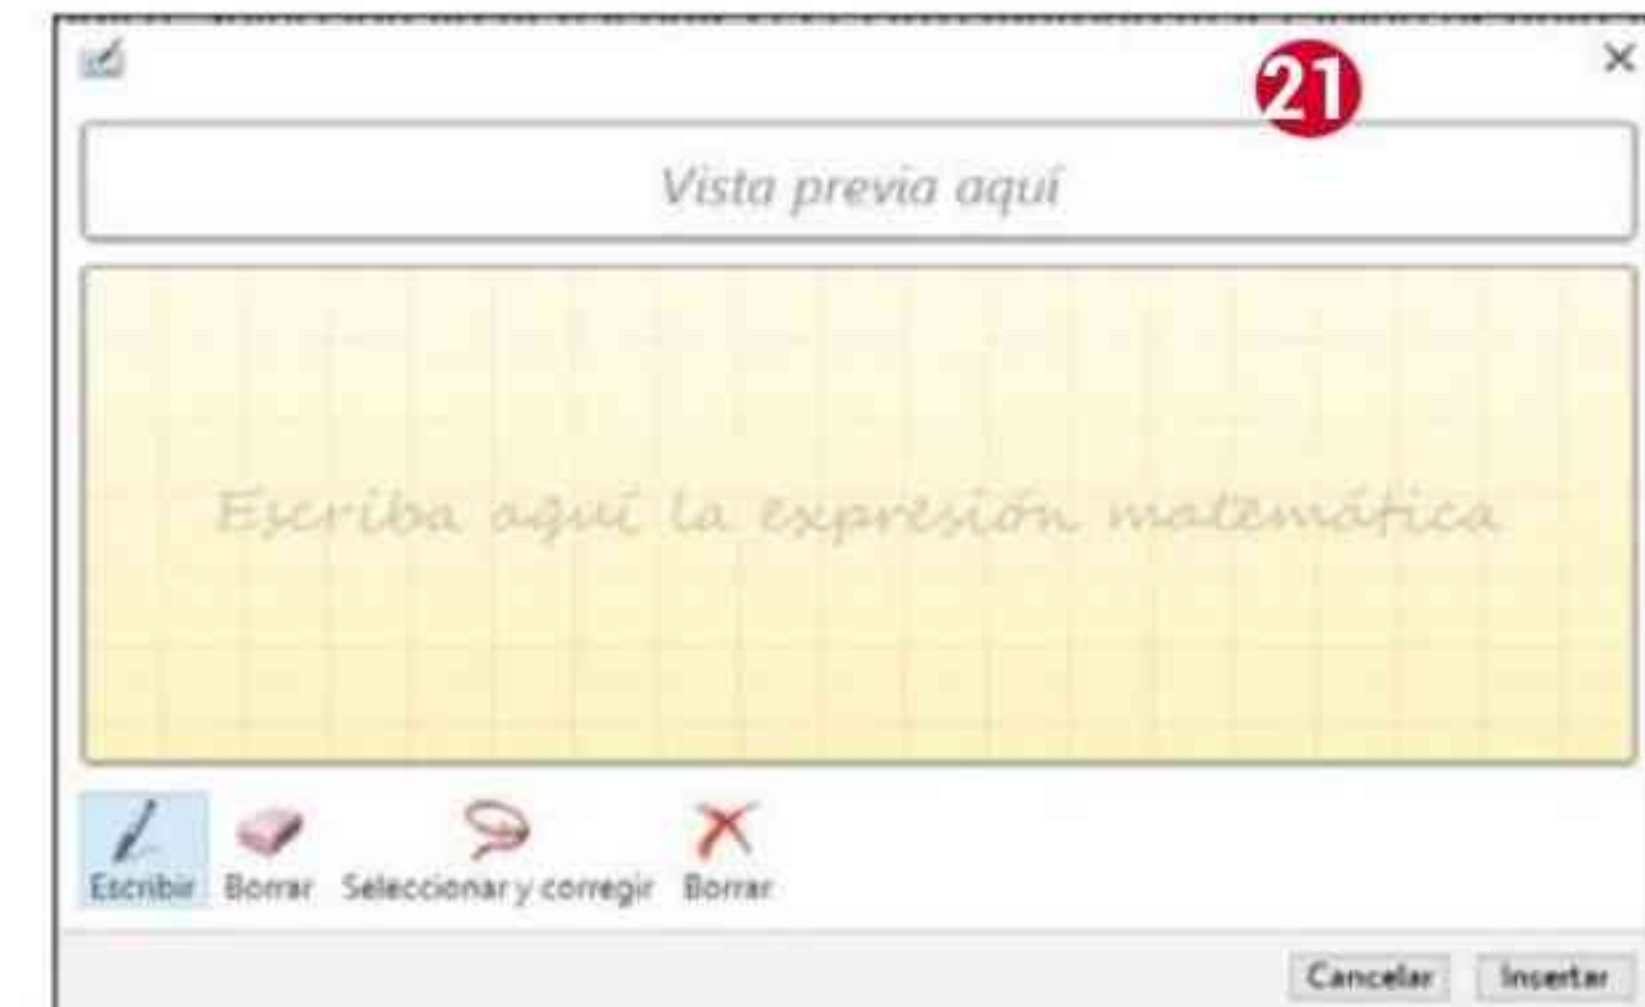 21
Vista previa aquí
Escriba aquí la expresión matemática
Escribir Borrar Seleccionar y corregir Borrar
Cancelar Insertar